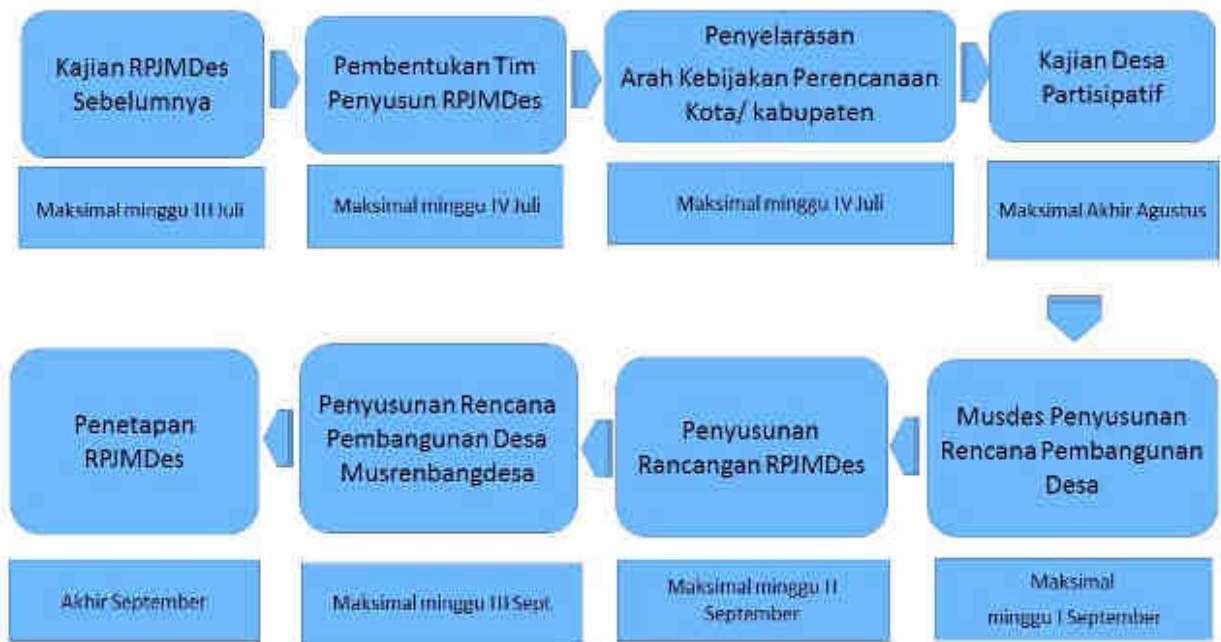 Kajian RPJMDes
Sebelumnya
Maksimal minggu III Juli
Pembentukan Tim
Penyusun RPJMDes
Maksimal minggu IV Juli
Penyelarasan
Arah Kebijakan Perencanaan
Kota/ kabupaten
Maksimal minggu IV Juli
Kajian Desa
Partisipatif
Maksimal Akhir Agustus
Musdes Penyusunan
Rencana Pembangunan
Desa
Maksimal
minggu I September
Penyusunan
Rancangan RPJMDes
Maksimal minggu II
September
Penyusunan Rencana
Pembangunan Desa
Musrenbangdesa
Maksimal minggu III Sept.
Penetapan
RPJMDes
Akhir September